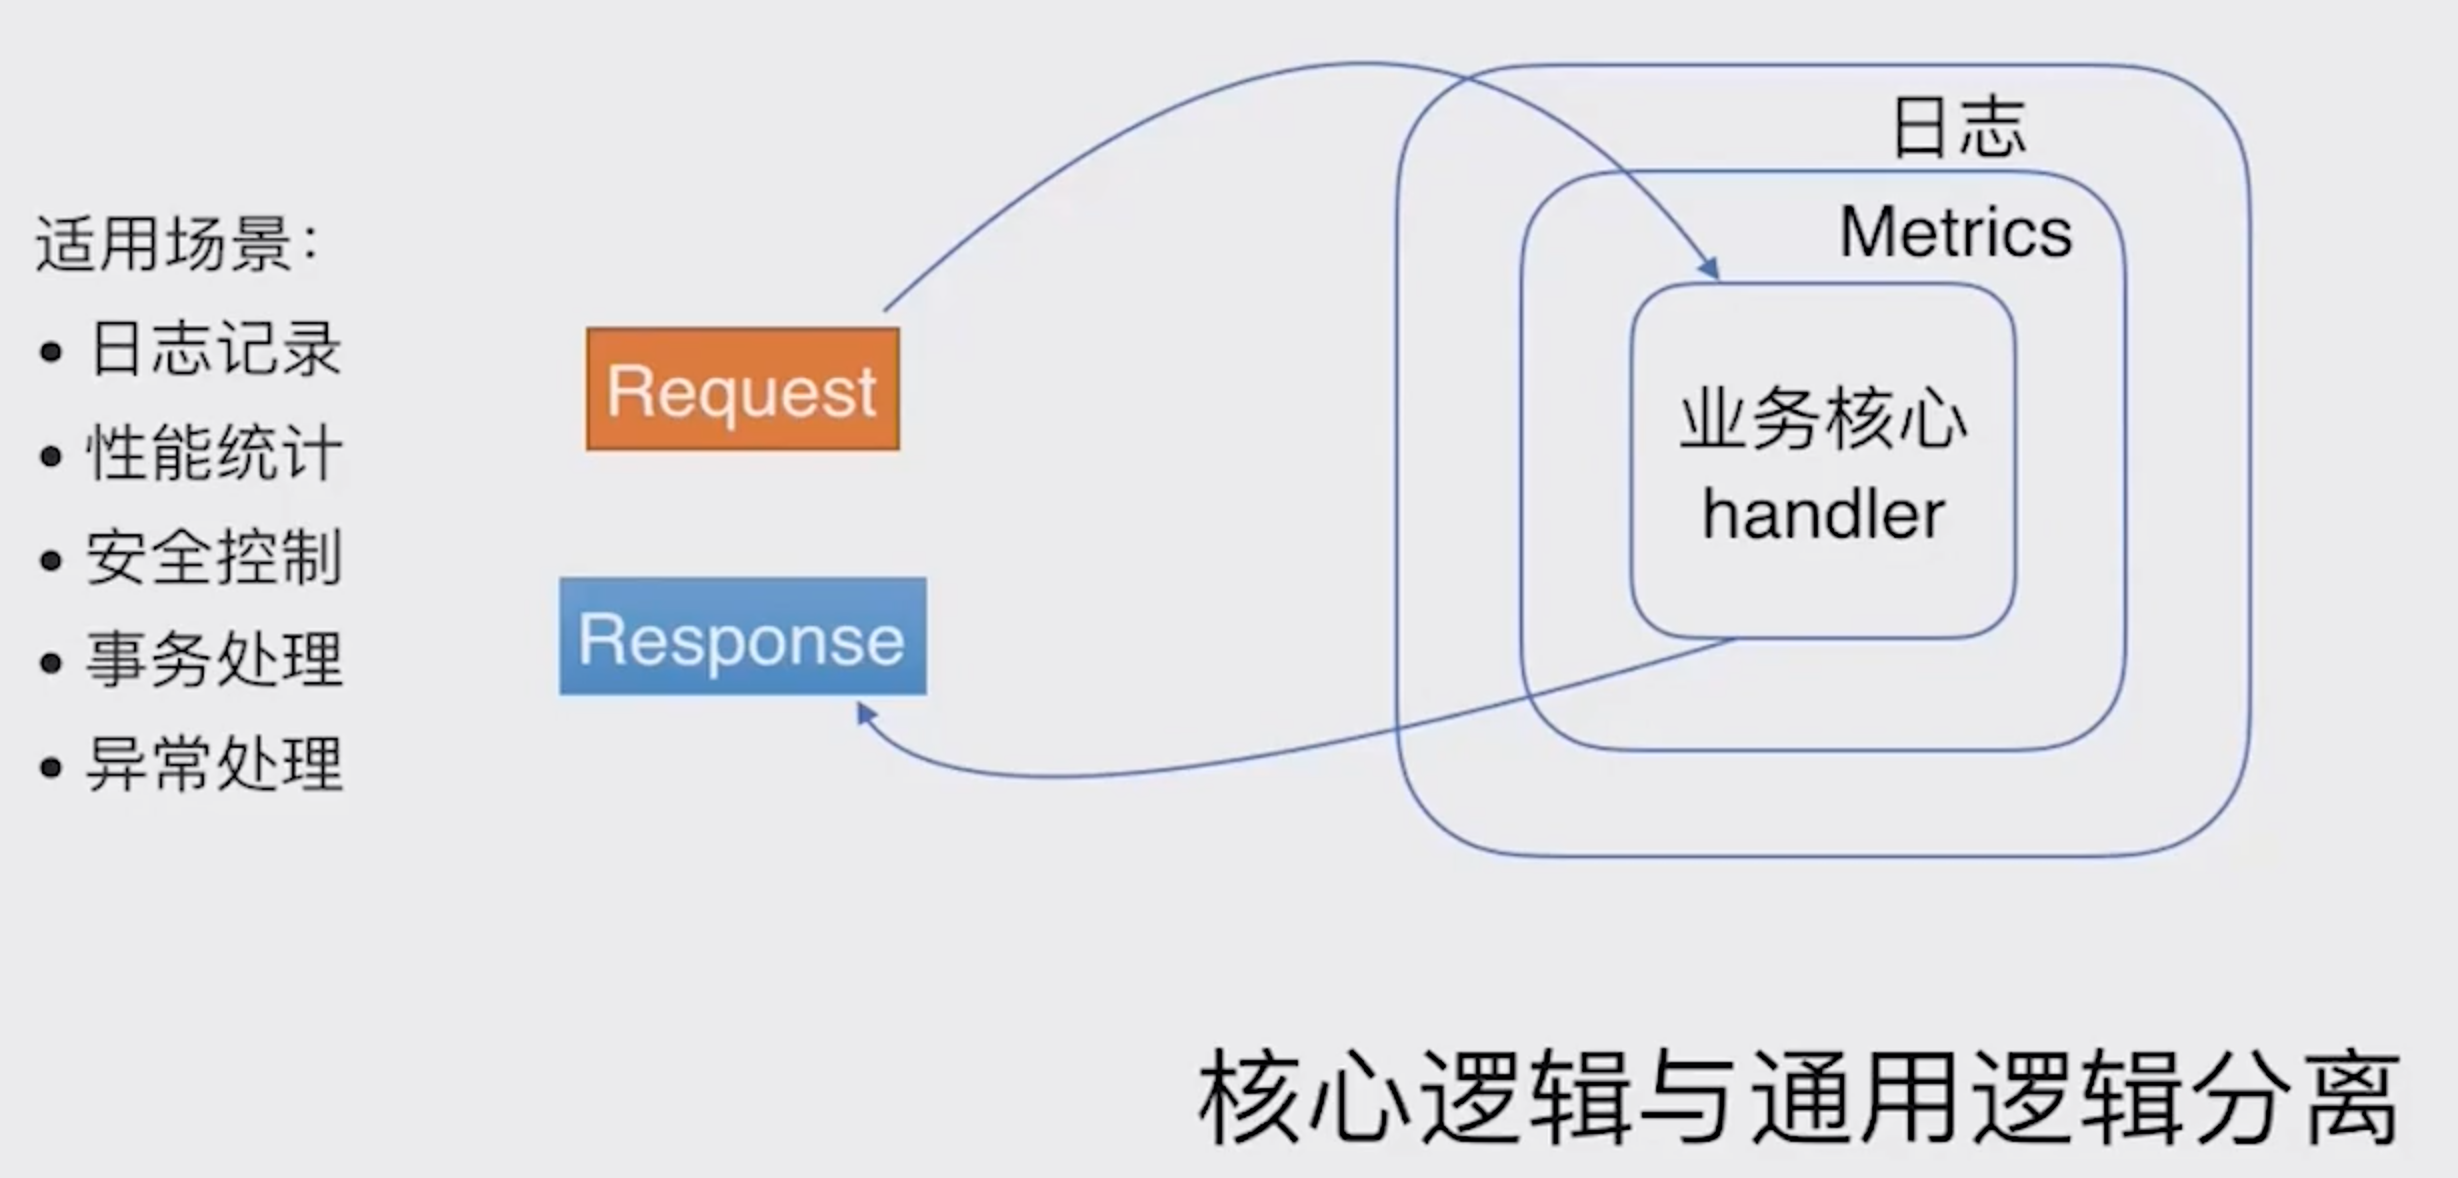 适用场景：
• 日志记录
• 性能统计
• 安全控制
• 事务处理
• 异常处理
Request
Response
日志
Metrics
业务核心
handler
核心逻辑与通用逻辑分离